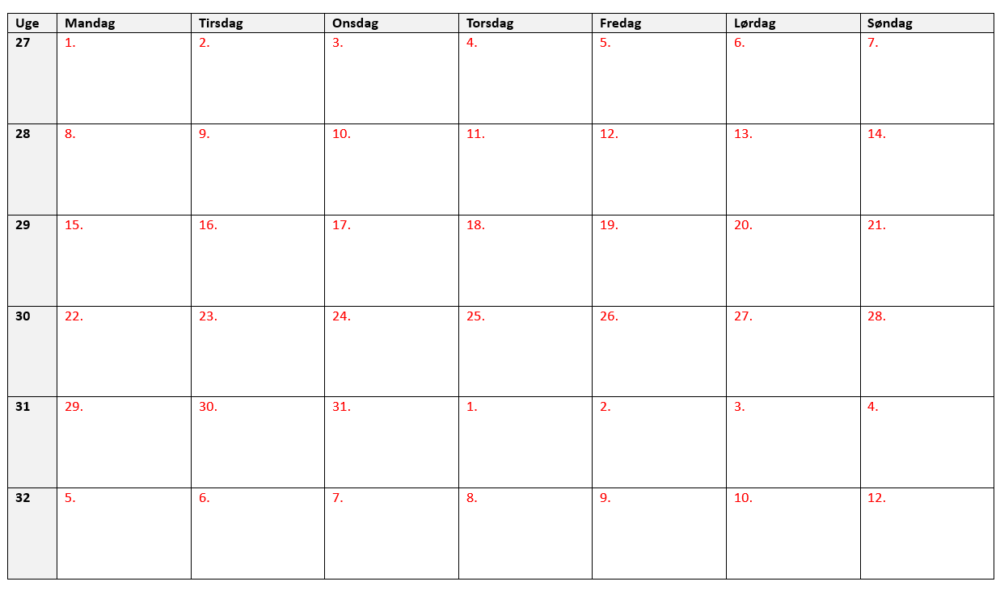 Uge Mandag Tirsdag Onsdag Torsdag Fredag Lørdag Søndag
27 1. 2. 3. 4. 5. 6. 7.
28 8. 9. 10. 11. 12. 13. 14.
29 15. 16. 17. 18. 19. 20. 21.
30 22. 23. 24. 25. 26. 27. 28.
31 29. 30. 31. 1. 2. 3. 4.
32 5. 6. 7. 8. 9. 10. 12.